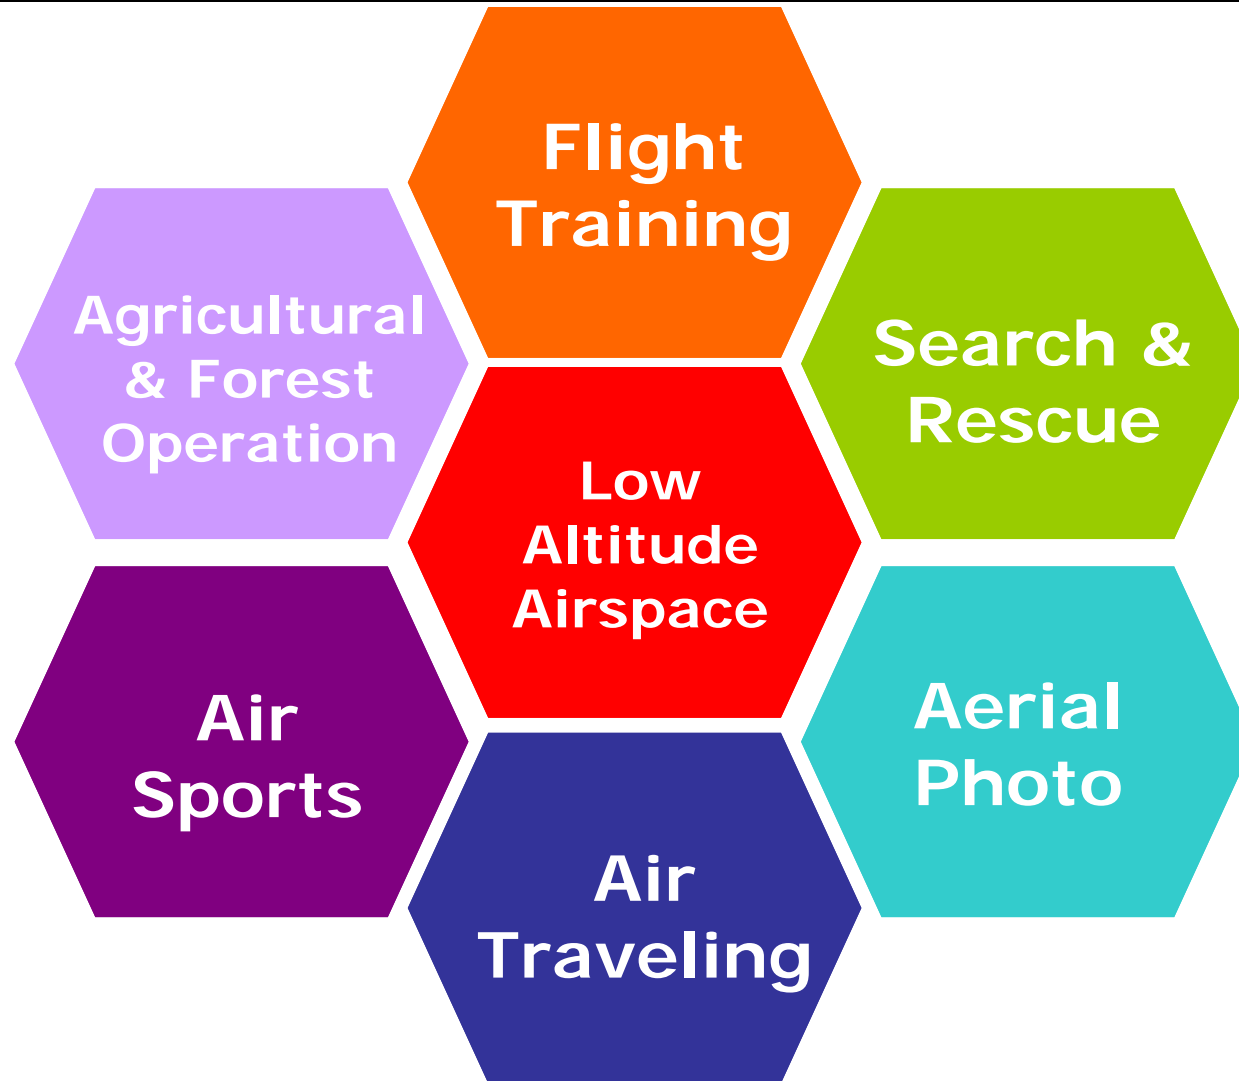 Flight
Training
Agricultural
& Forest
Operation
Search &
Rescue
Low
Altitude
Airspace
Air
Sports
Aerial
Photo
Air
Traveling